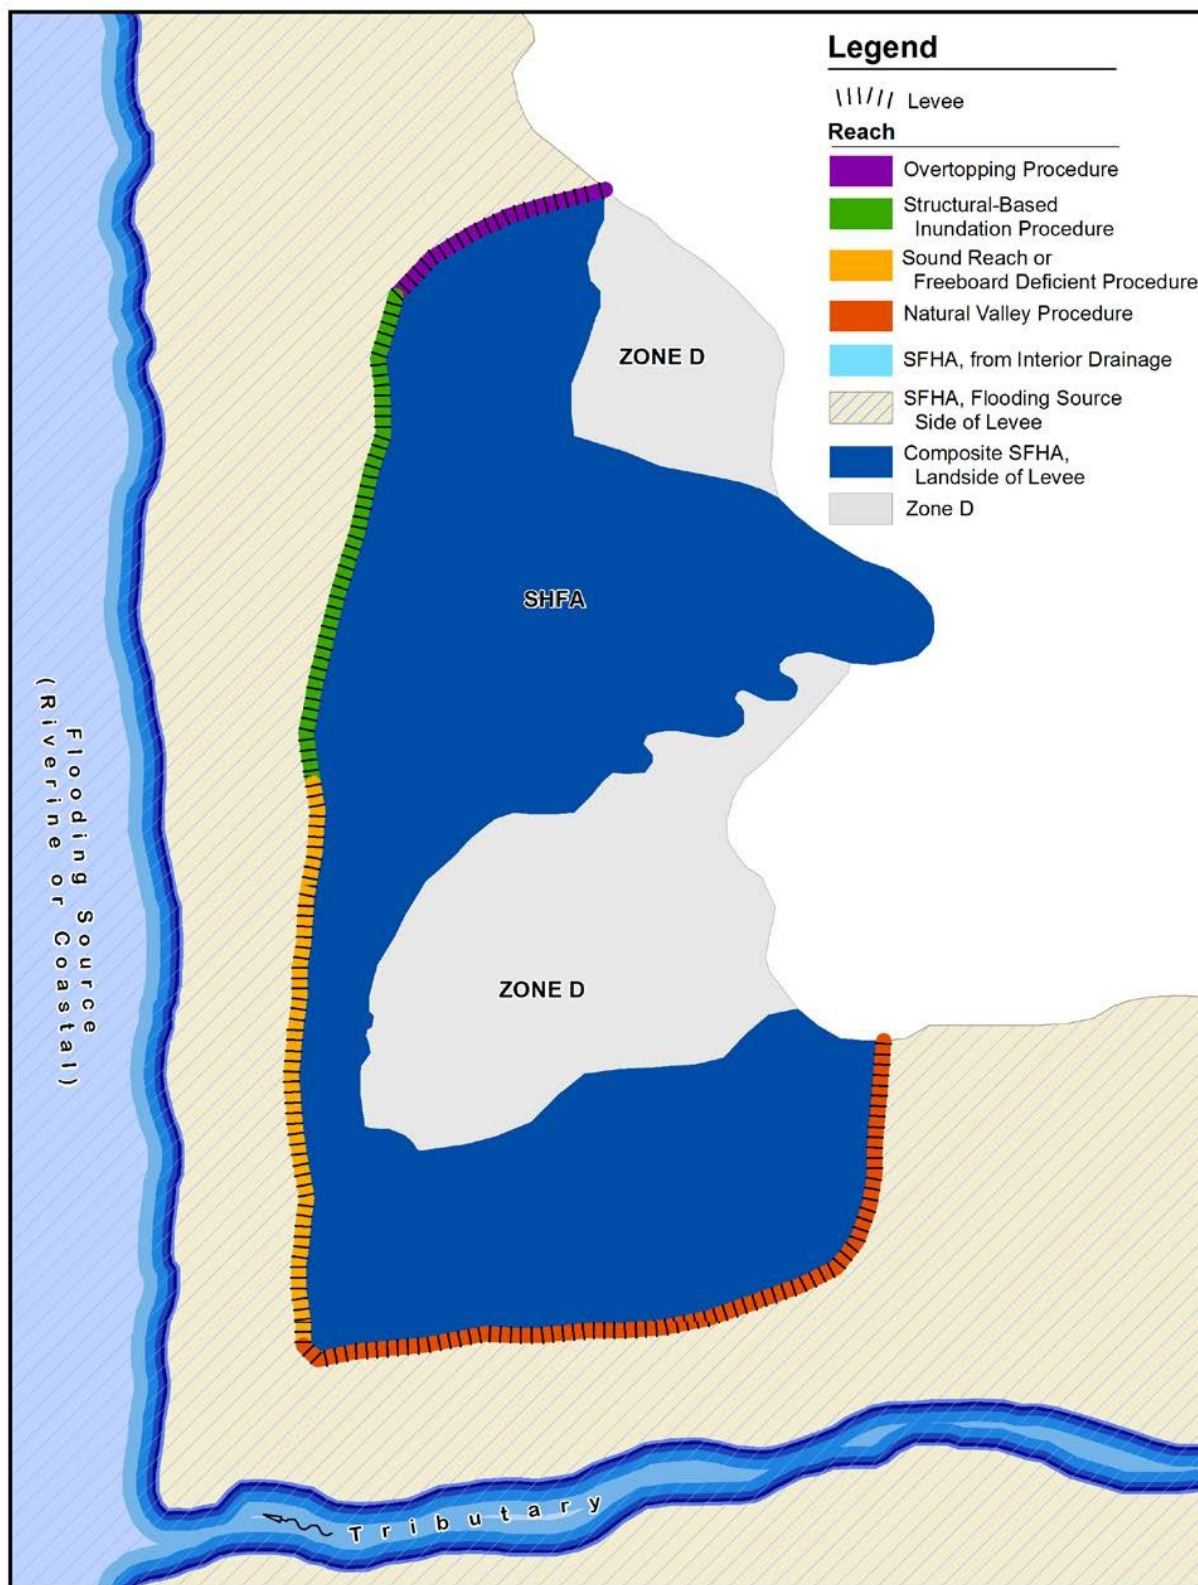 Legend
Levee
Reach
Overtopping Procedure
Structural-Based
Inundation Procedure
Sound Reach or
Freeboard Deficient Procedure
Natural Valley Procedure
SFHA, from Interior Drainage
SFHA, Flooding Source
Side of Levee
Composite SFHA,
Landside of Levee
Zone D
ZONE D
SHFA
ZONE D
Flooding Source
(Riverine or Coastal)
Tributary